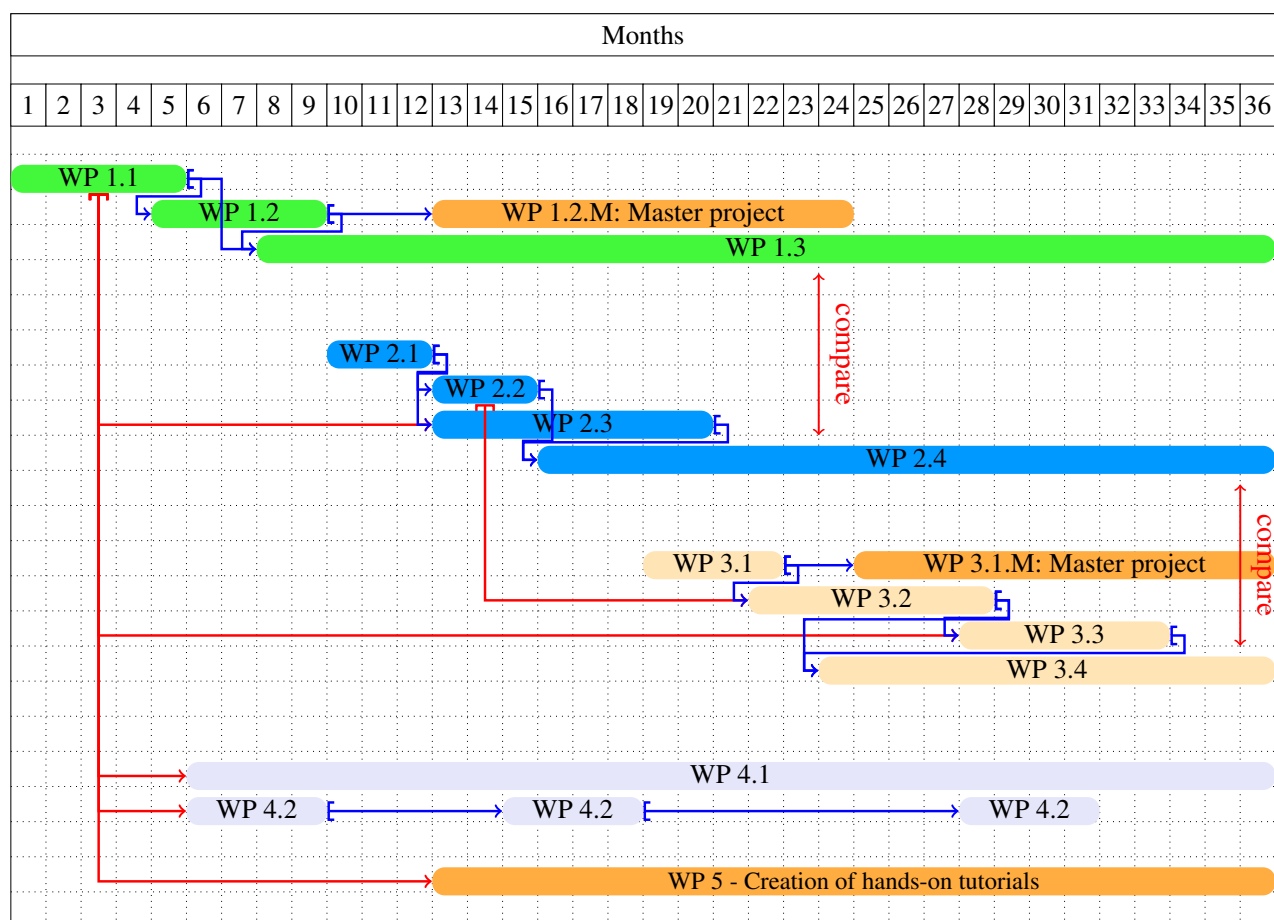 Months
1 2 3 4 5 6 7 8 9 10 11 12 13 14 15 16 17 18 19 20 21 22 23 24 25 26 27 28 29 30 31 32 33 34 35 36
WP 1.1
WP 1.2 WP 1.2.M: Master project
WP 1.3
compare
WP 2.1
WP 2.2
WP 2.3
WP 2.4
compare
WP 3.1 WP 3.1.M: Master project
WP 3.2
WP 3.3
WP 3.4
WP 4.1
WP 4.2 WP 4.2 WP 4.2
WP 5 - Creation of hands-on tutorials